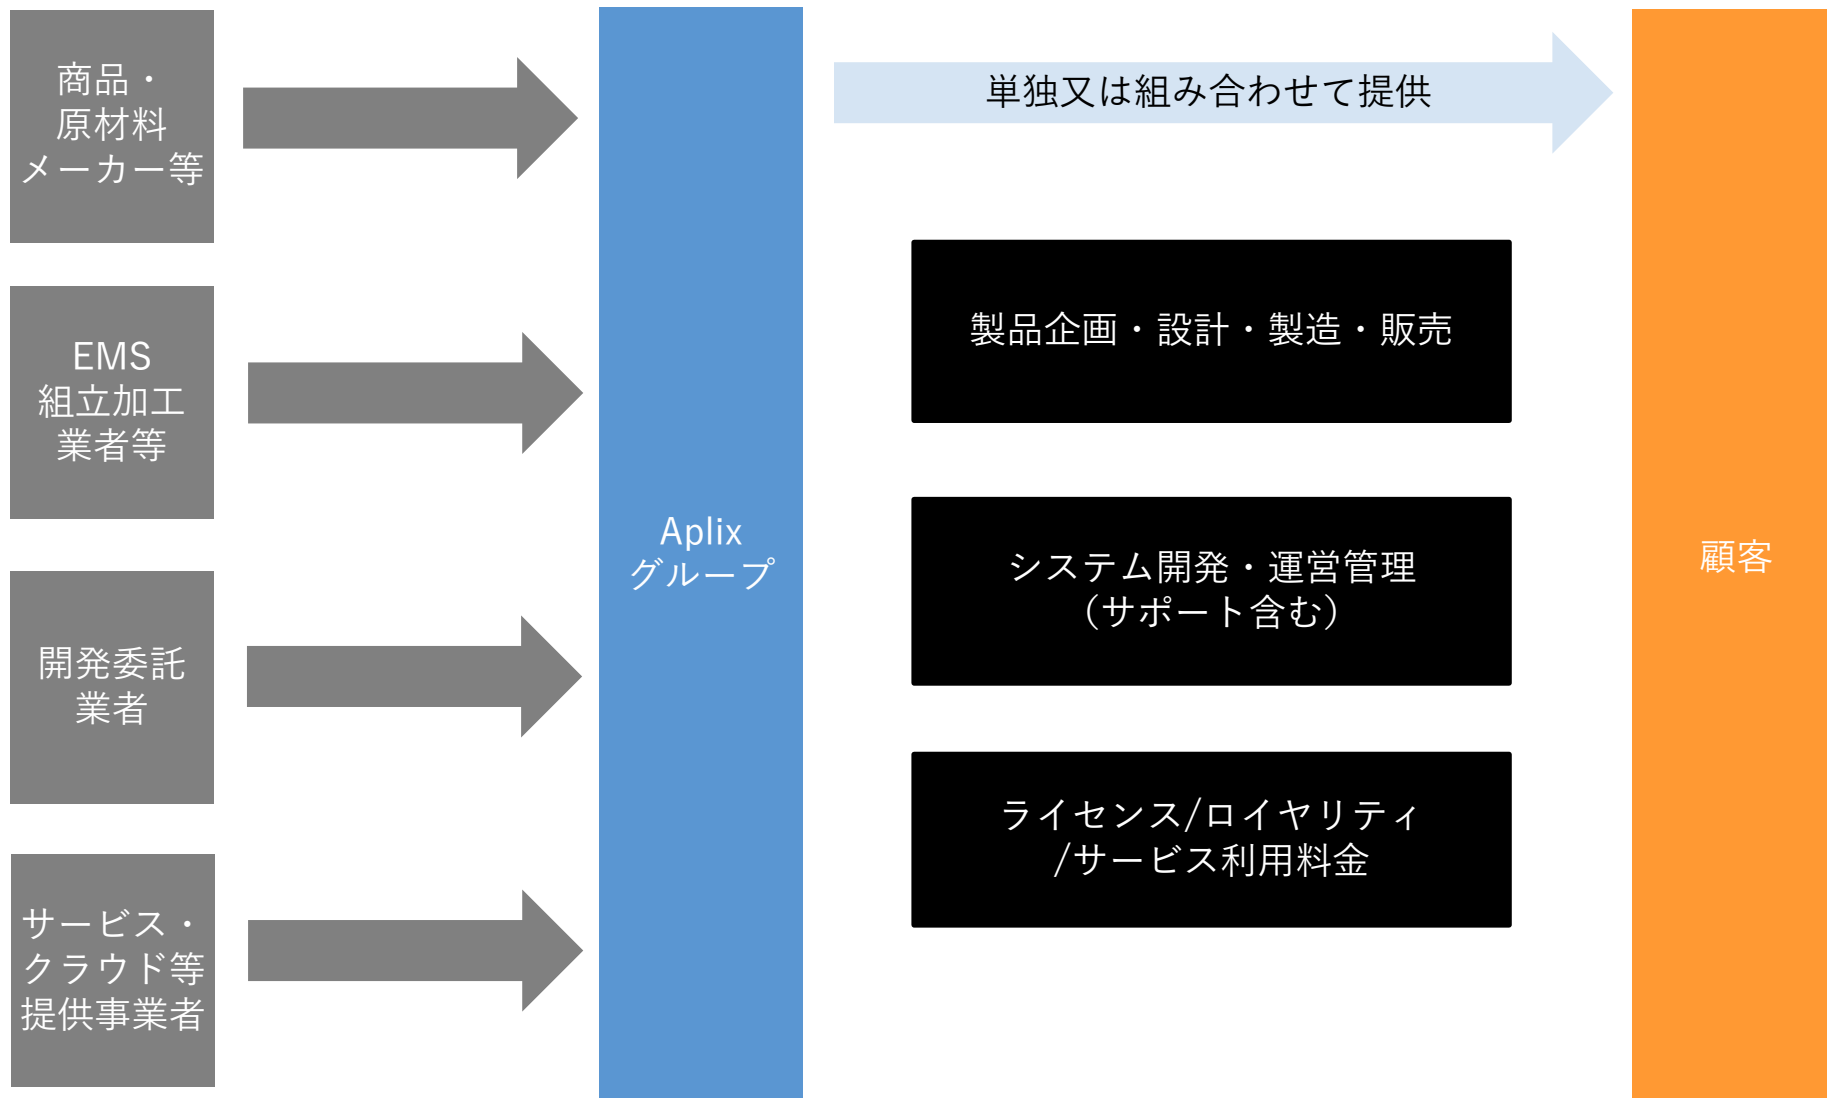 商品・
原材料
メーカー等
EMS
組立加工
業者等
開発委託
業者
サービス・
クラウド等
提供事業者
Aplix
グループ
単独又は組み合わせて提供
製品企画・設計・製造・販売
システム開発・運営管理
（サポート含む）
ライセンス/ロイヤリティ
/サービス利用料金
顧客